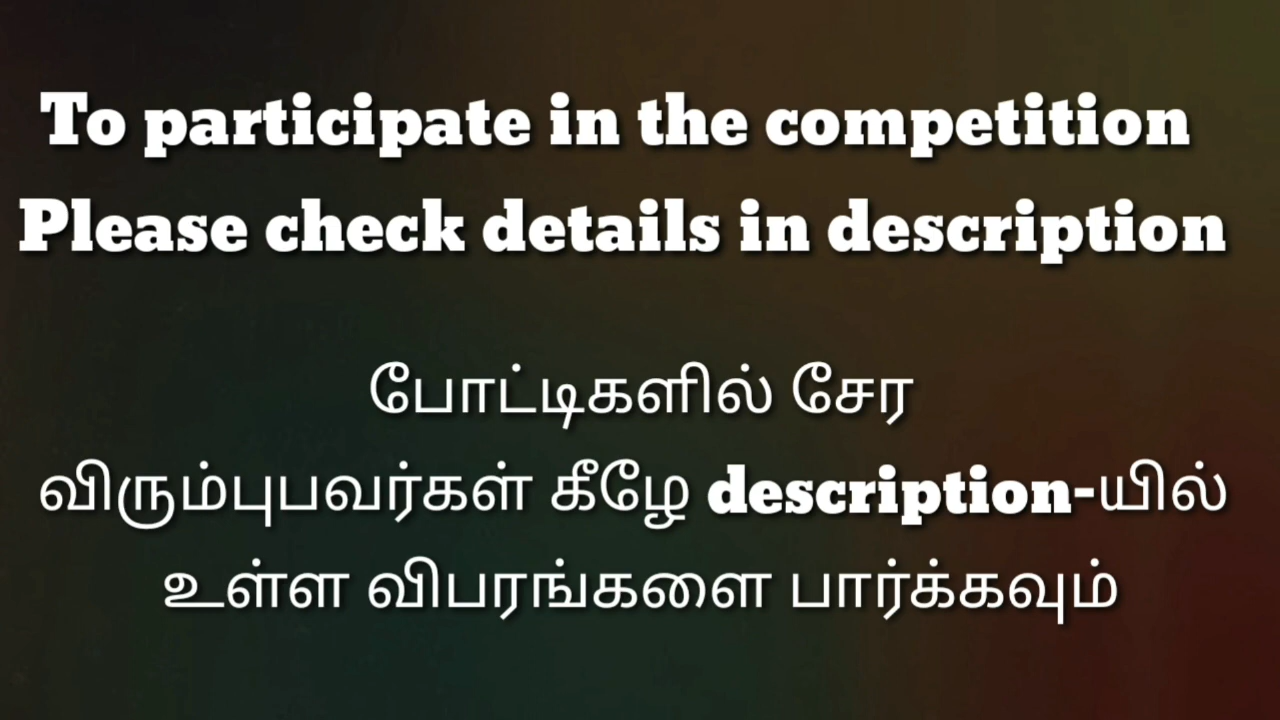 To participate in the competition
Please check details in description
போட்டிகளில் சேர
விரும்புபவர்கள் கீழே description-யில்
உள்ள விபரங்களை பார்க்கவும்